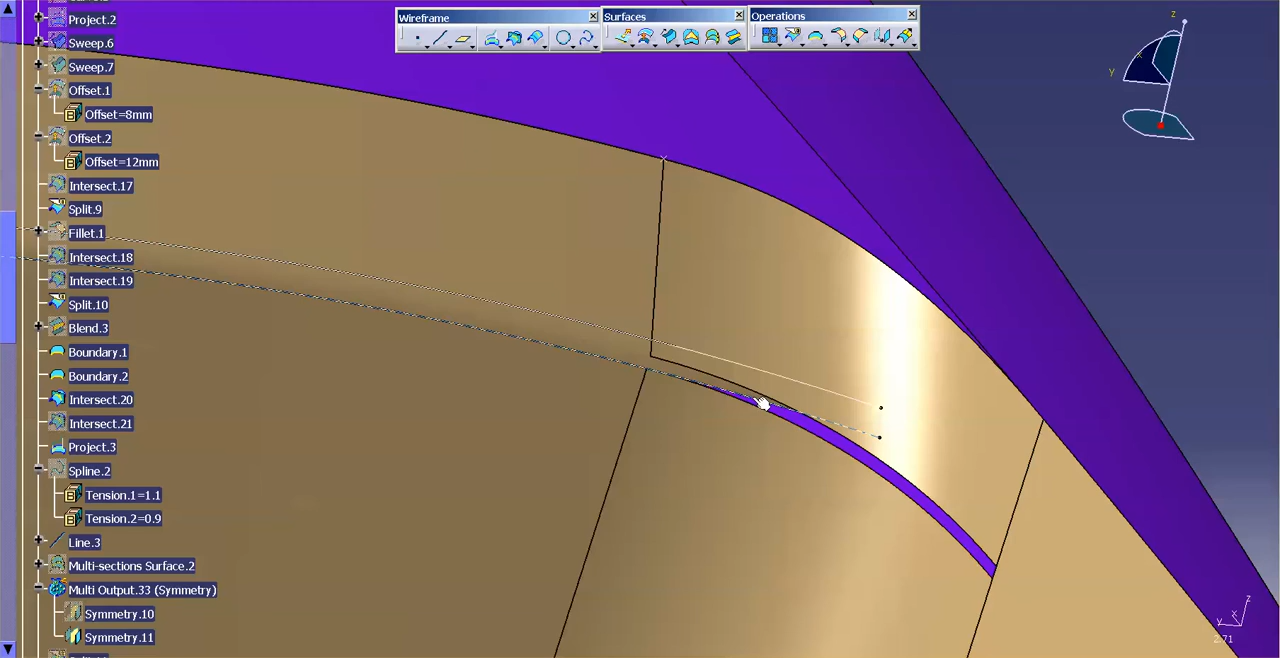 Wireframe
Surfaces
Operations
Project.2
Sweep.6
Sweep.7
Offset.1
Offset=8mm
Offset.2
Offset=12mm
Intersect.17
Split.9
Fillet.1
Intersect.18
Intersect.19
Split.10
Blend.3
Boundary.1
Boundary.2
Intersect.20
Intersect.21
Project.3
Spline.2
Tension.1=1.1
Tension.2=0.9
Line.3
Multi-sections Surface.2
Multi Output.33 (Symmetry)
Symmetry.10
Symmetry.11
z
y
x
z
x
y
2.71